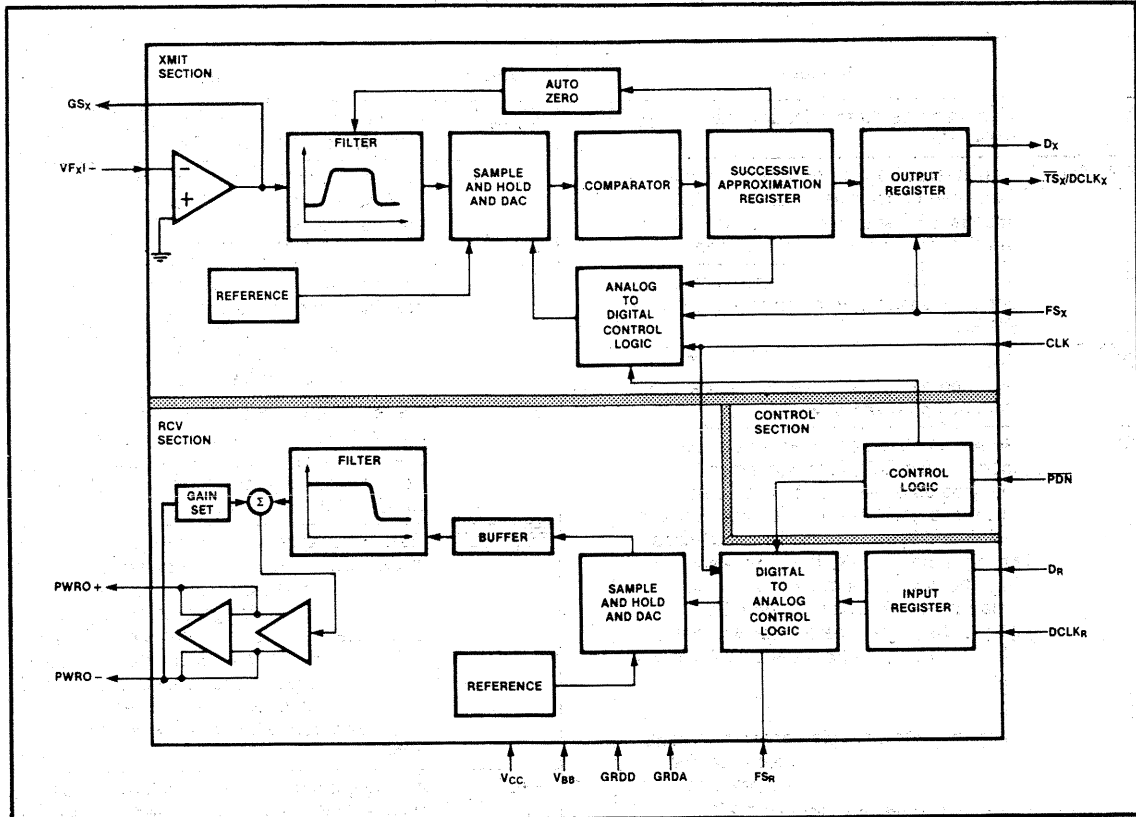 XMIT
SECTION
AUTO
ZERO
GSX
FILTER
VFXI-
-
+
SAMPLE
AND HOLD
AND DAC
COMPARATOR
SUCCESSIVE
APPROXIMATION
REGISTER
OUTPUT
REGISTER
DX
T̅S̅X/DCLKX
REFERENCE
ANALOG
TO
DIGITAL
CONTROL
LOGIC
FSX
CLK
RCV
SECTION
CONTROL
SECTION
FILTER
GAIN
SET
Σ
BUFFER
CONTROL
LOGIC
P̅D̅N̅
PWRO+
PWRO-
SAMPLE
AND HOLD
AND DAC
DIGITAL
TO
ANALOG
CONTROL
LOGIC
INPUT
REGISTER
DR
DCLKR
REFERENCE
VCC
VBB
GRDD
GRDA
FSR